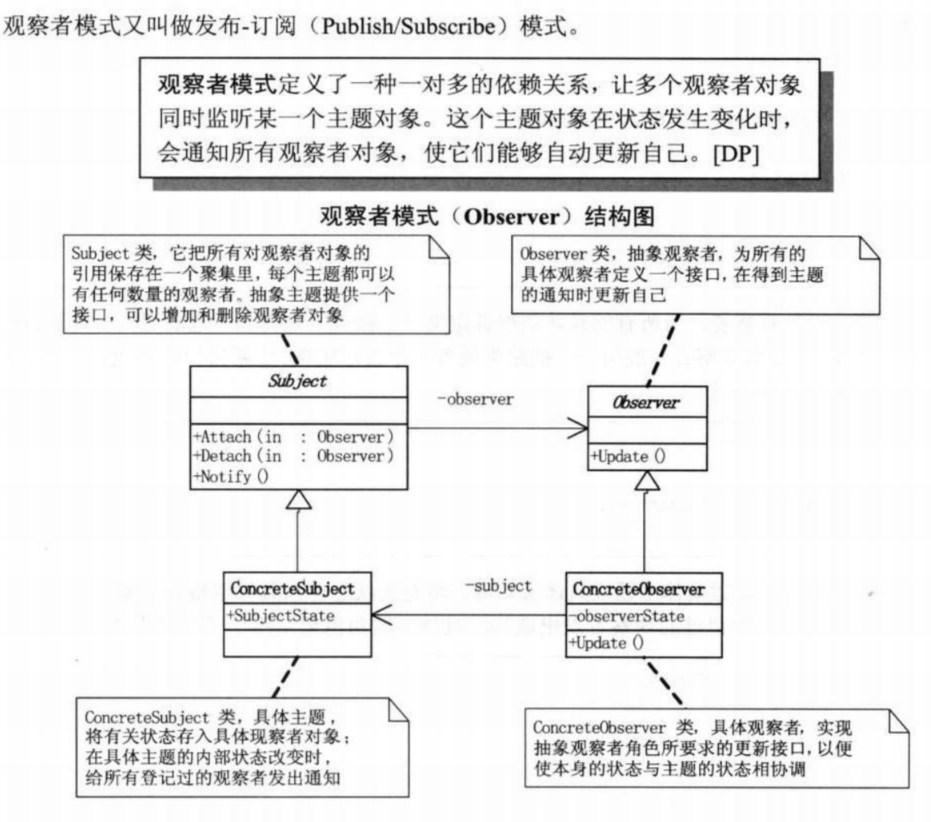 观察者模式又叫做发布-订阅（Publish/Subscribe）模式。
观察者模式定义了一种一对多的依赖关系，让多个观察者对象
同时监听某一个主题对象。这个主题对象在状态发生变化时，
会通知所有观察者对象，使它们能够自动更新自己。[DP]
观察者模式（Observer）结构图
Subject 类，它把所有对观察者对象的
引用保存在一个聚集里，每个主题都可以
有任何数量的观察者。抽象主题提供一个
接口，可以增加和删除观察者对象
Observer 类，抽象观察者，为所有的
具体观察者定义一个接口，在得到主题
的通知时更新自己
Subject
+Attach(in : Observer)
+Detach(in : Observer)
+Notify()
-observer
Observer
+Update()
ConcreteSubject
+SubjectState
-subject
ConcreteObserver
-observerState
+Update()
ConcreteSubject 类，具体主题，
将有关状态存入具体现察者对象；
在具体主题的内部状态改变时，
给所有登记过的观察者发出通知
ConcreteObserver 类，具体观察者，实现
抽象观察者角色所要求的更新接口，以便
使本身的状态与主题的状态相协调